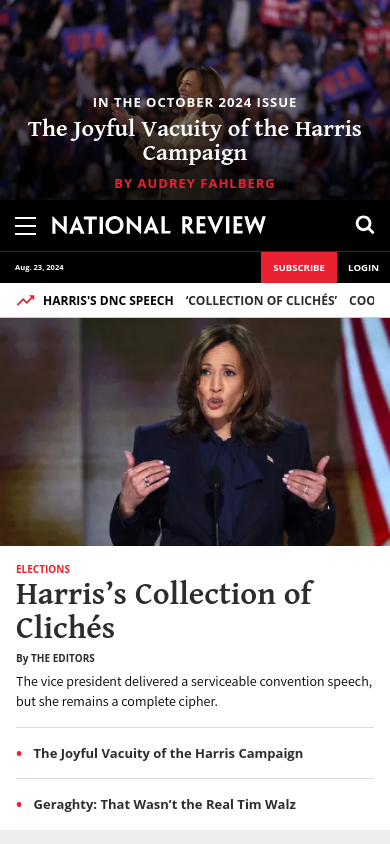 USA
IN THE OCTOBER 2024 ISSUE
The Joyful Vacuity of the Harris
Campaign
BY AUDREY FAHLBERG
NATIONAL REVIEW
Aug. 23, 2024
SUBSCRIBE
LOGIN
HARRIS'S DNC SPEECH ‘COLLECTION OF CLICHÉS’ COO
ELECTIONS
Harris’s Collection of
Clichés
By THE EDITORS
The vice president delivered a serviceable convention speech,
but she remains a complete cipher.
The Joyful Vacuity of the Harris Campaign
Geraghty: That Wasn’t the Real Tim Walz